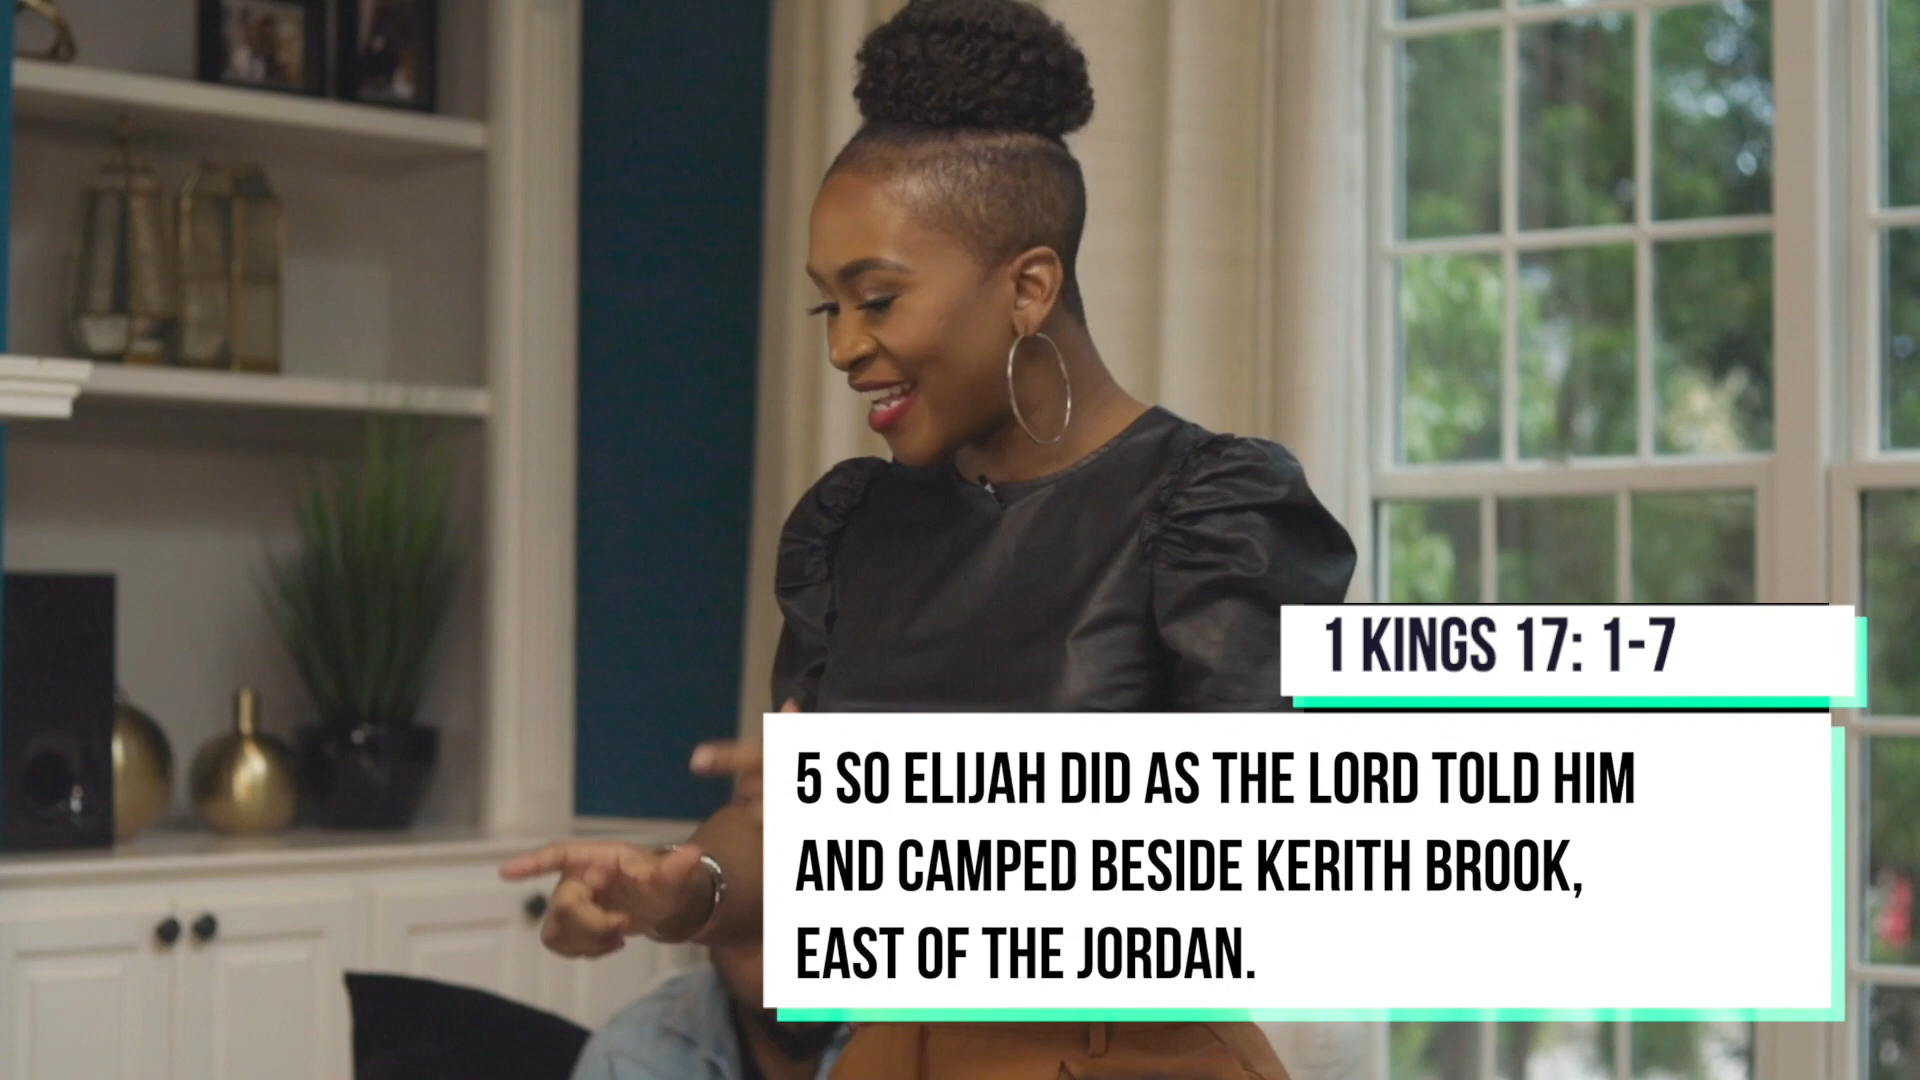 1 KINGS 17: 1-7
5 SO ELIJAH DID AS THE LORD TOLD HIM
AND CAMPED BESIDE KERITH BROOK,
EAST OF THE JORDAN.